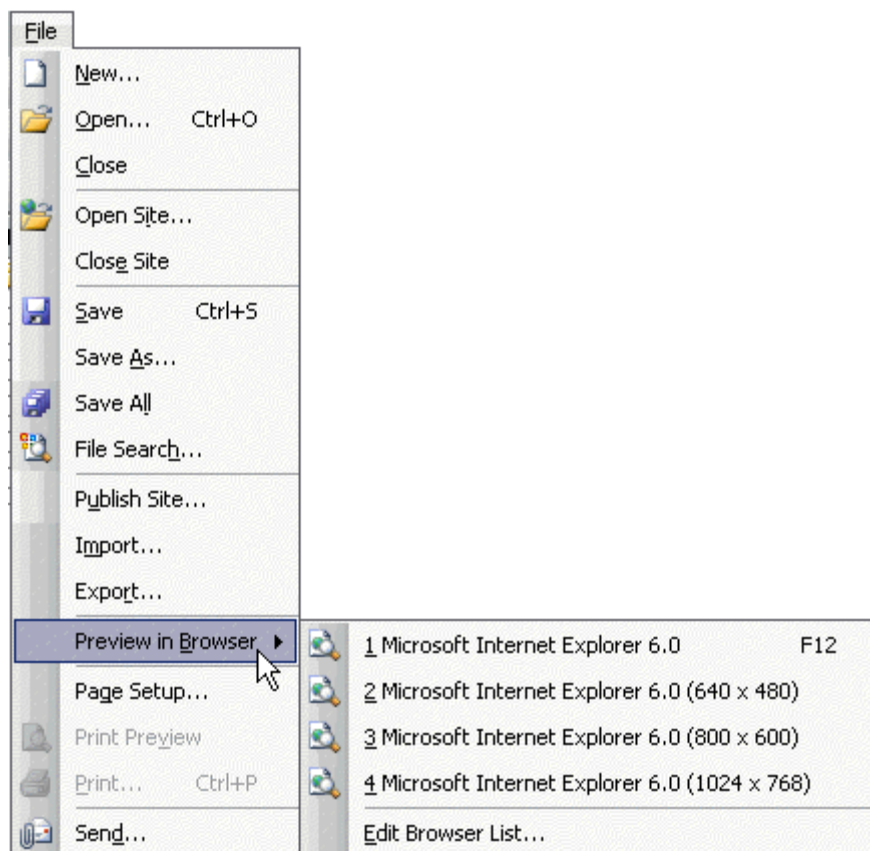 File
New...
Open... Ctrl+O
Close
Open Site...
Close Site
Save Ctrl+S
Save As...
Save All
File Search...
Publish Site...
Import...
Export...
Preview in Browser
1 Microsoft Internet Explorer 6.0 F12
2 Microsoft Internet Explorer 6.0 (640 x 480)
3 Microsoft Internet Explorer 6.0 (800 x 600)
4 Microsoft Internet Explorer 6.0 (1024 x 768)
Edit Browser List...
Page Setup...
Print Preview
Print... Ctrl+P
Send...